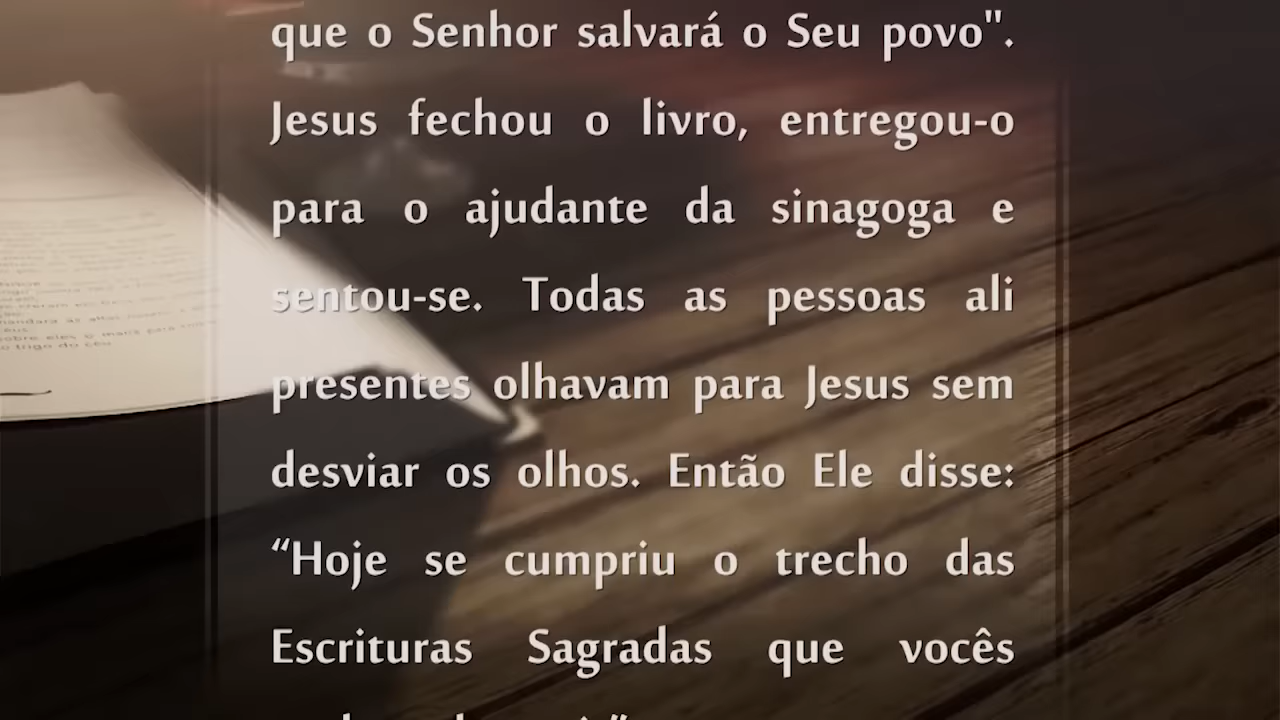 que o Senhor salvará o Seu povo".
Jesus fechou o livro, entregou-o
para o ajudante da sinagoga e
sentou-se. Todas as pessoas ali
presentes olhavam para Jesus sem
desviar os olhos. Então Ele disse:
“Hoje se cumpriu o trecho das
Escrituras Sagradas que vocês